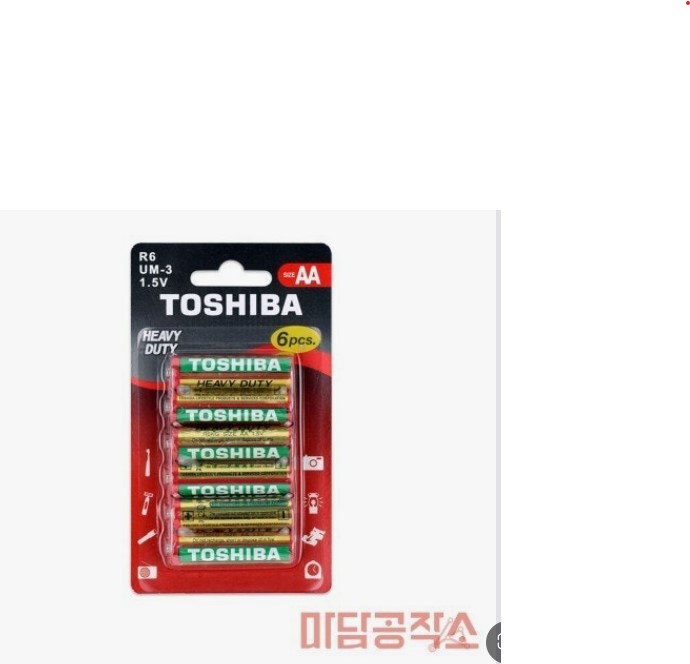 R6
UM-3
1.5V
SIZE AA
TOSHIBA
HEAVY
DUTY
6pcs.
TOSHIBA
HEAVY DUTY
TOSHIBA
TOSHIBA
TOSHIBA
TOSHIBA
마담공작소